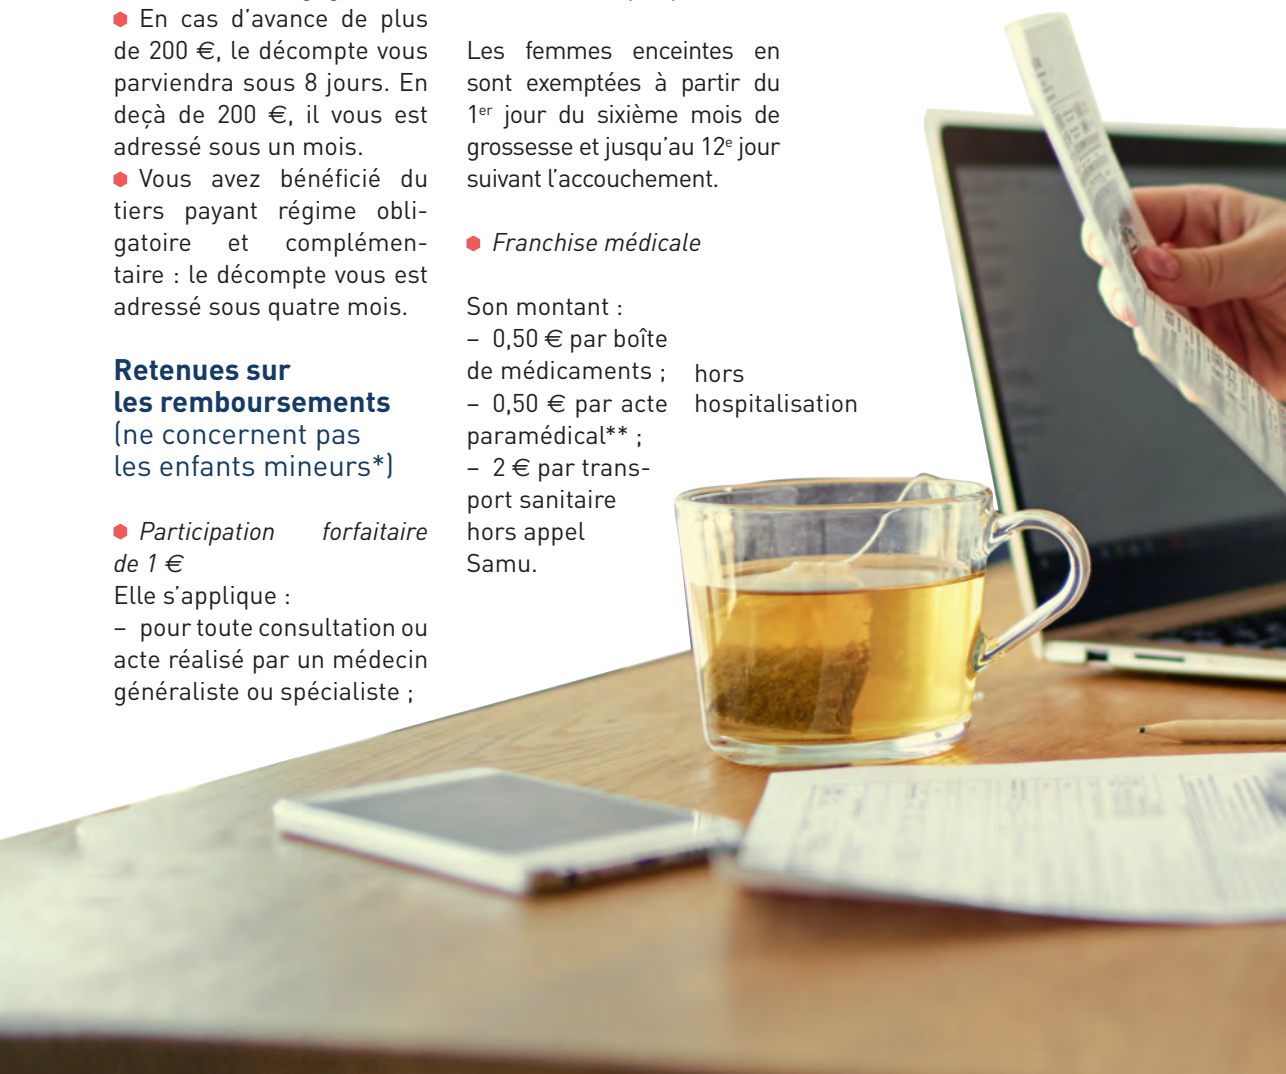 En cas d'avance de plus
de 200 €, le décompte vous
parviendra sous 8 jours. En
deçà de 200 €, il vous est
adressé sous un mois.
Vous avez bénéficié du
tiers payant régime obli-
gatoire et complémen-
taire : le décompte vous est
adressé sous quatre mois.
Retenues sur
les remboursements
(ne concernent pas
les enfants mineurs*)
Participation forfaitaire
de 1 €
Elle s'applique :
– pour toute consultation ou
acte réalisé par un médecin
généraliste ou spécialiste ;
Les femmes enceintes en
sont exemptées à partir du
1er jour du sixième mois de
grossesse et jusqu'au 12e jour
suivant l'accouchement.
Franchise médicale
Son montant :
– 0,50 € par boîte
de médicaments ;
– 0,50 € par acte
paramédical** ;
– 2 € par trans-
port sanitaire
hors appel
Samu.
hors
hospitalisation